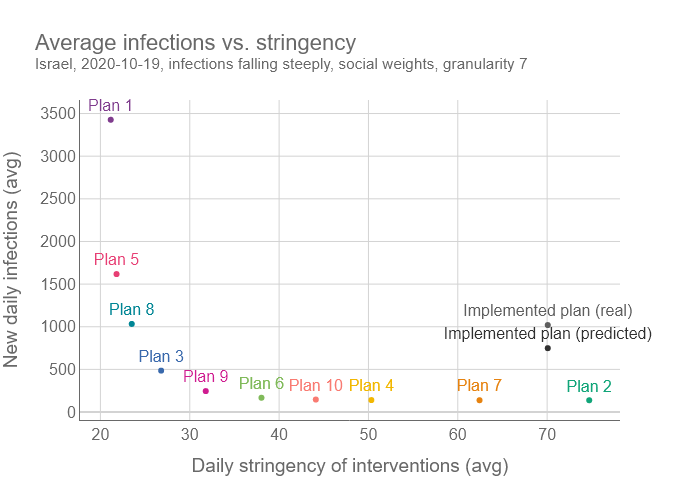 Average infections vs. stringency
Israel, 2020-10-19, infections falling steeply, social weights, granularity 7
New daily infections (avg)
3500
3000
2500
2000
1500
1000
500
0
Plan 1
Plan 5
Plan 8
Plan 3
Plan 9
Plan 6
Plan 10
Plan 4
Plan 7
Plan 2
Implemented plan (real)
Implemented plan (predicted)
20
30
40
50
60
70
Daily stringency of interventions (avg)